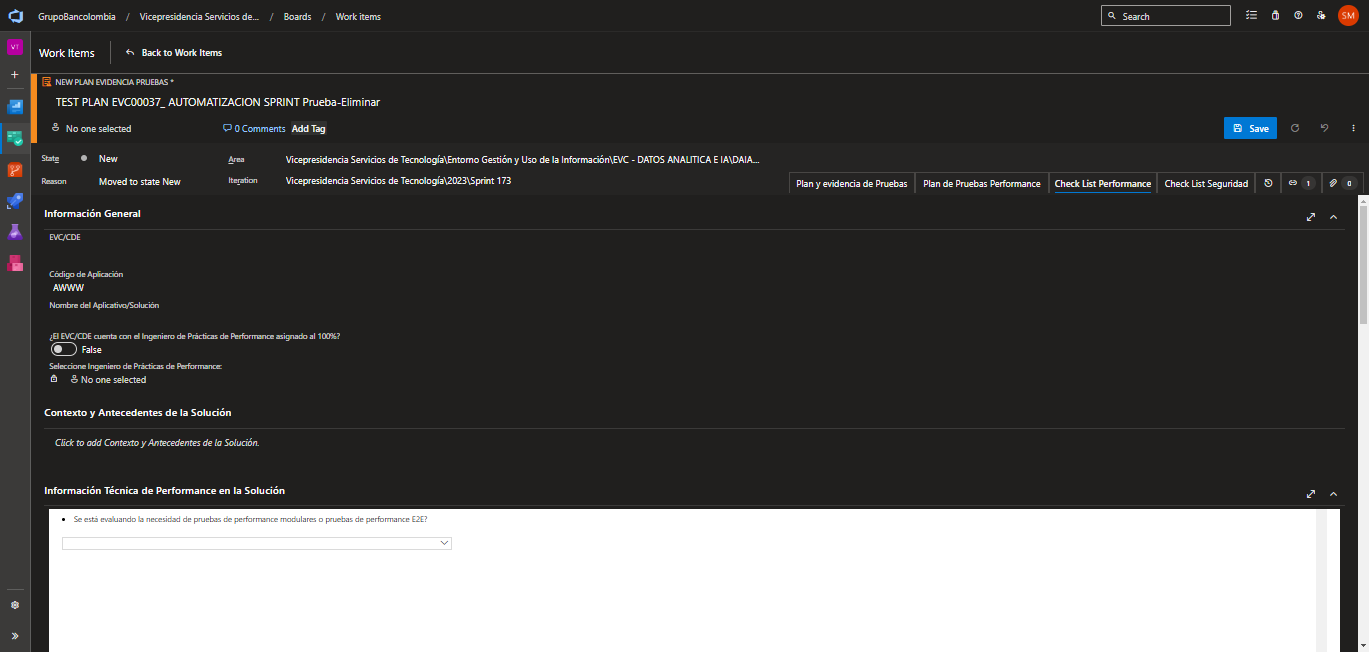 GrupoBancolombia / Vicepresidencia Servicios de... / Boards / Work items
Search
SM
VT
Work Items
Back to Work Items
NEW PLAN EVIDENCIA PRUEBAS *
TEST PLAN EVC00037_ AUTOMATIZACION SPRINT Prueba-Eliminar
No one selected
0 Comments
Add Tag
Save
State
New
Area
Vicepresidencia Servicios de Tecnología\Entorno Gestión y Uso de la Información\EVC - DATOS ANALITICA E IA\DAIA...
Reason
Moved to state New
Iteration
Vicepresidencia Servicios de Tecnología\2023\Sprint 173
Plan y evidencia de Pruebas
Plan de Pruebas Performance
Check List Performance
Check List Seguridad
1
0
Información General
EVC/CDE
Código de Aplicación
AWWW
Nombre del Aplicativo/Solución
¿El EVC/CDE cuenta con el Ingeniero de Prácticas de Performance asignado al 100%?
False
Seleccione Ingeniero de Prácticas de Performance:
No one selected
Contexto y Antecedentes de la Solución
Click to add Contexto y Antecedentes de la Solución.
Información Técnica de Performance en la Solución
Se está evaluando la necesidad de pruebas de performance modulares o pruebas de performance E2E?